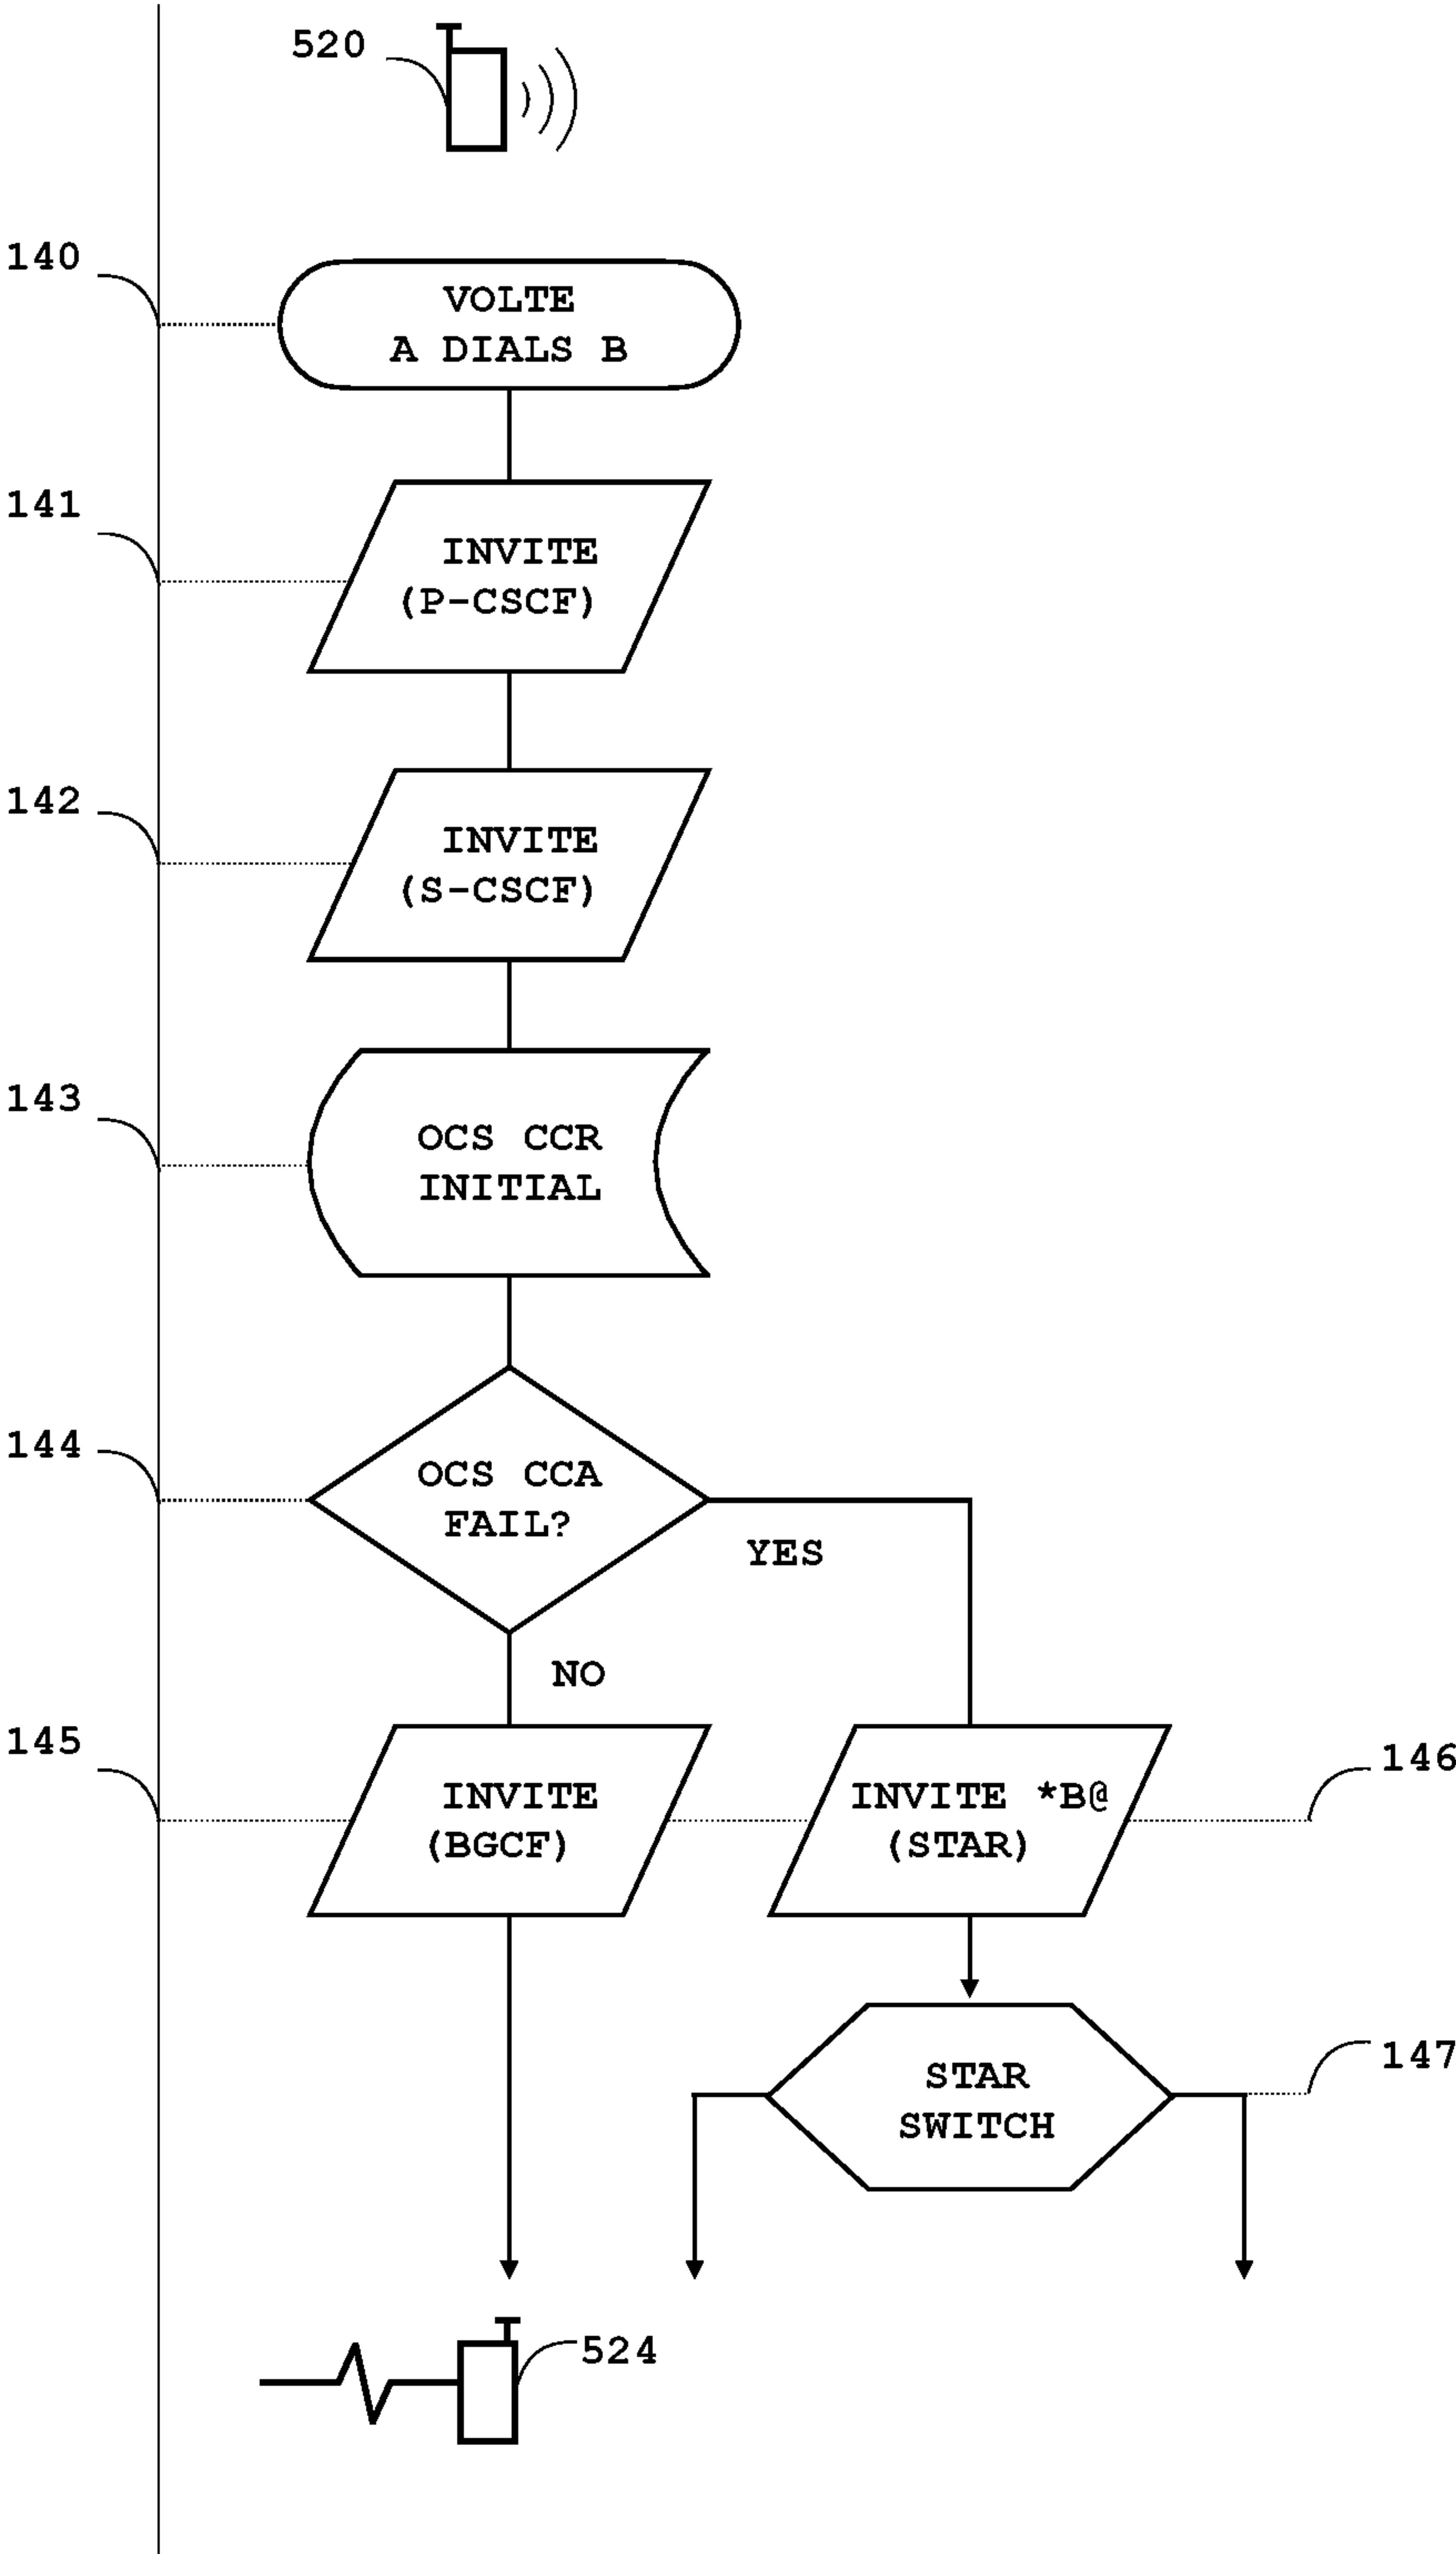 520
140
VOLTE
A DIALS B
141
INVITE
(P-CSCF)
142
INVITE
(S-CSCF)
143
OCS CCR
INITIAL
144
OCS CCA
FAIL?
YES
NO
145
INVITE
(BGCF)
INVITE *B@
(STAR)
146
STAR
SWITCH
147
524